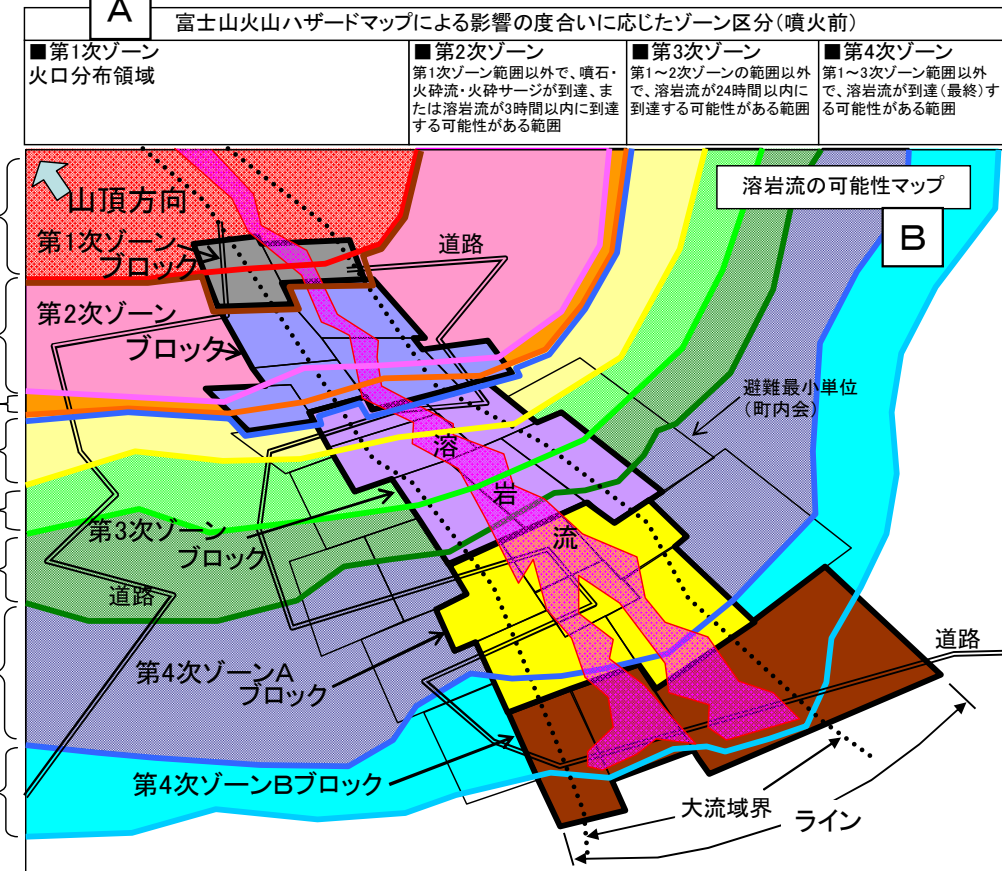 A
富士山火山ハザードマップによる影響の度合いに応じたゾーン区分(噴火前)
■第1次ゾーン
火口分布領域
■第2次ゾーン
第1次ゾーン範囲以外で、噴石・
火砕流・火砕サージが到達、ま
たは溶岩流が3時間以内に到達
する可能性がある範囲
■第3次ゾーン
第1~2次ゾーンの範囲以外
で、溶岩流が24時間以内に
到達する可能性がある範囲
■第4次ゾーン
第1~3次ゾーン範囲以外
で、溶岩流が到達(最終)す
る可能性がある範囲
溶岩流の可能性マップ
B
山頂方向
第1次ゾーン
ブロック
道路
第2次ゾーン
ブロック
避難最小単位
(町内会)
溶
岩
流
第3次ゾーン
ブロック
道路
道路
第4次ゾーンA
ブロック
第4次ゾーンBブロック
大流域界
ライン